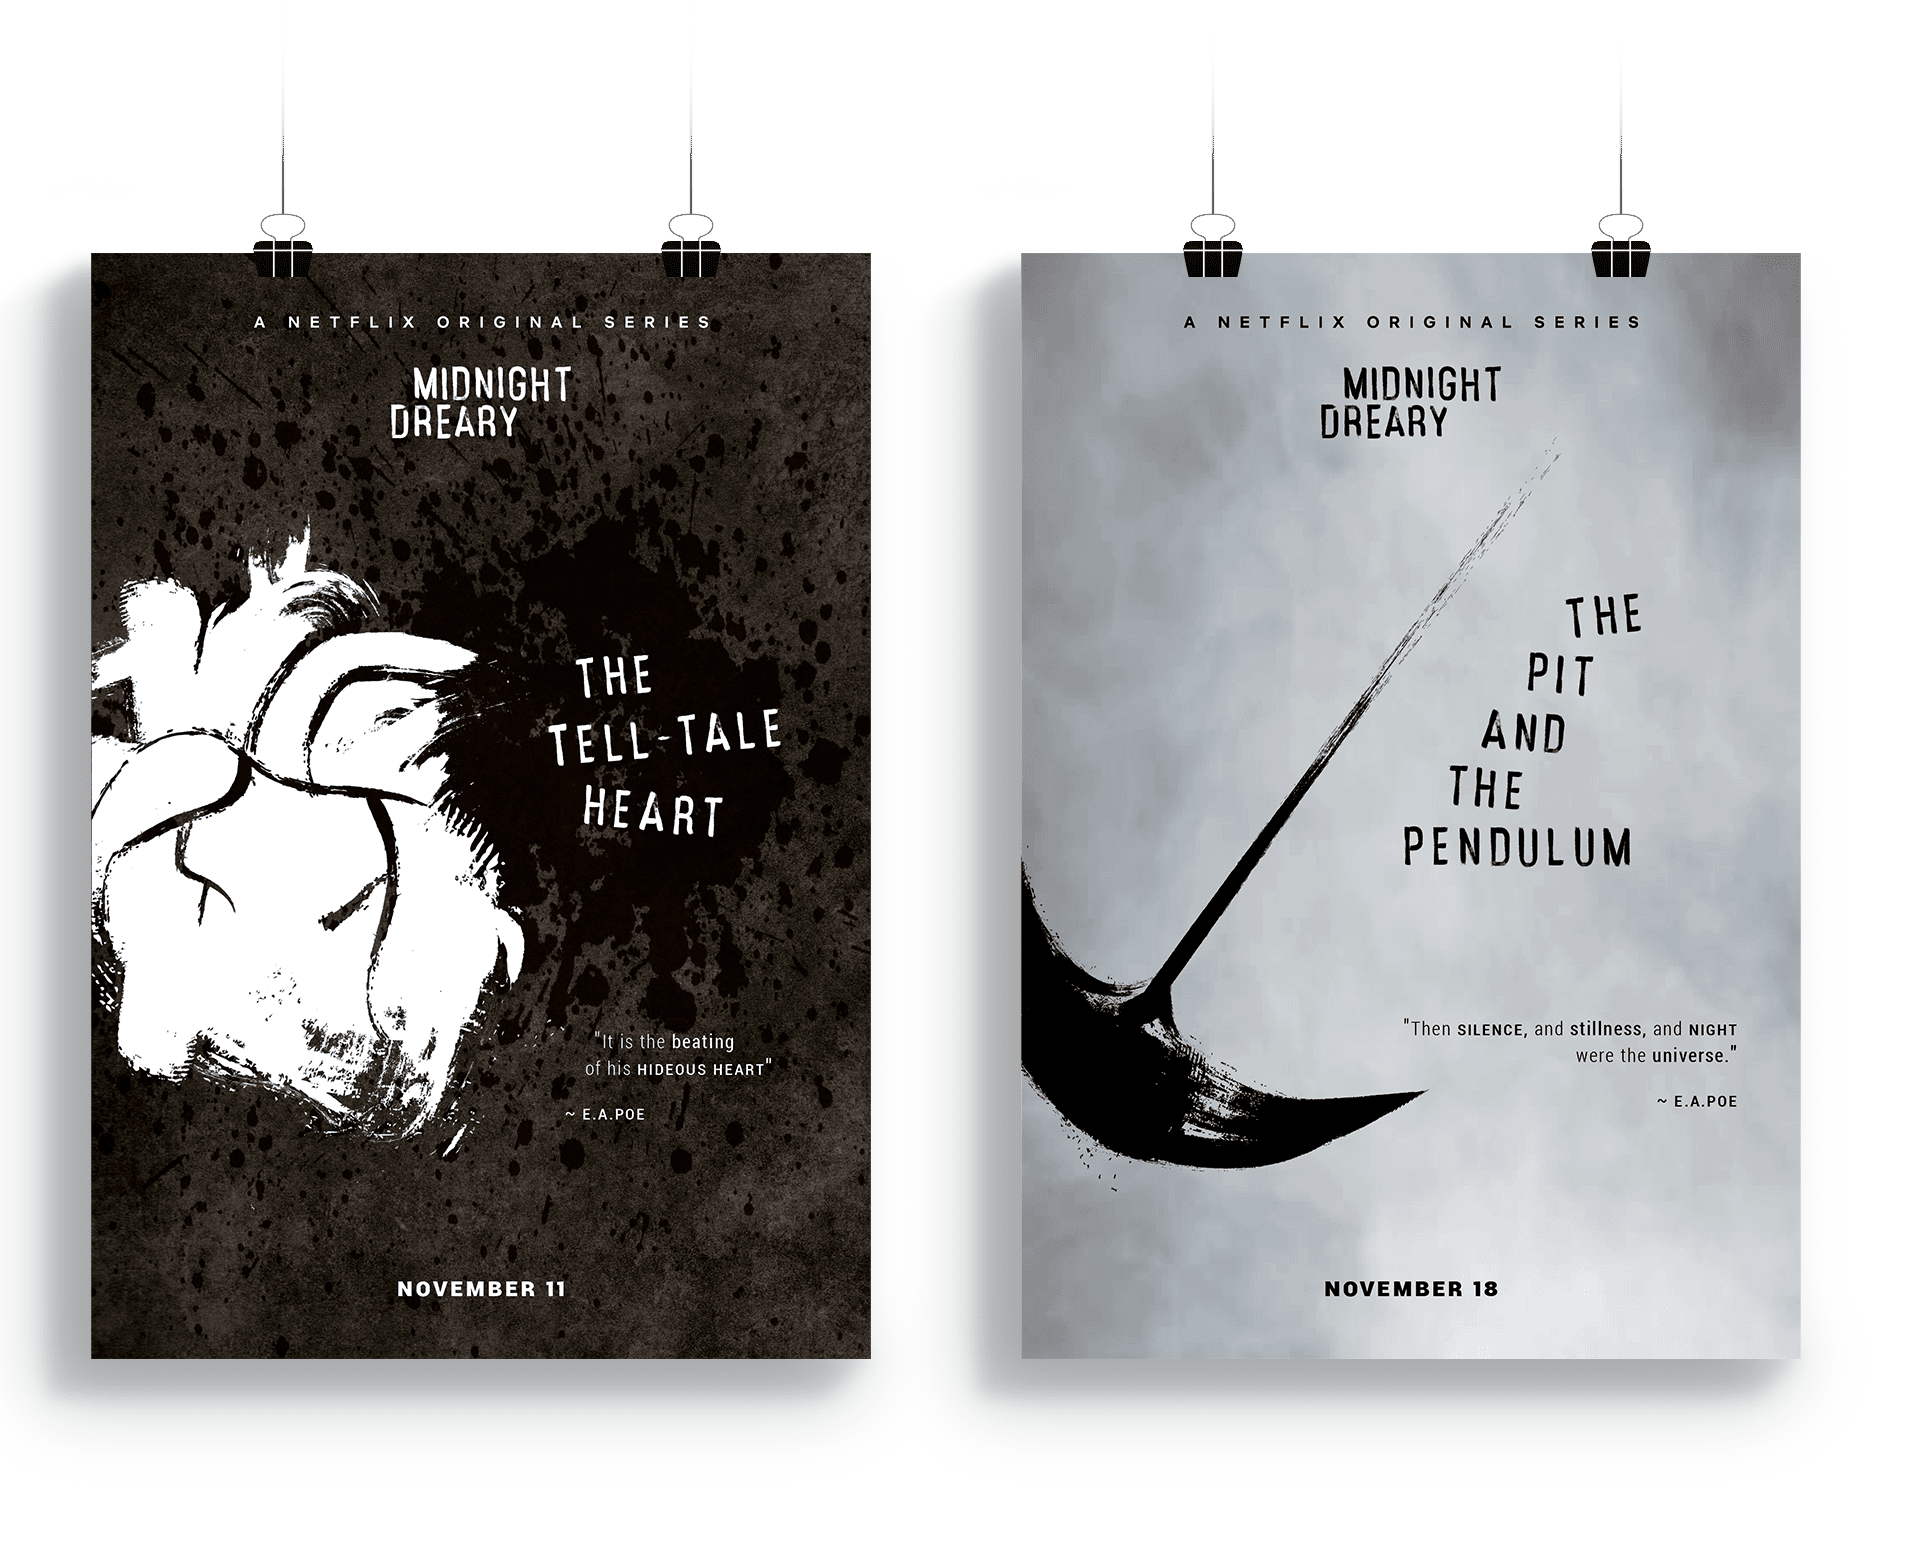 A NETFLIX ORIGINAL SERIES
MIDNIGHT
DREARY
THE
TELL-TALE
HEART
"It is the beating
of his HIDEOUS HEART"
~ E.A.POE
NOVEMBER 11
A NETFLIX ORIGINAL SERIES
MIDNIGHT
DREARY
THE
PIT
AND
THE
PENDULUM
"Then SILENCE, and stillness, and NIGHT
were the universe."
~ E.A.POE
NOVEMBER 18